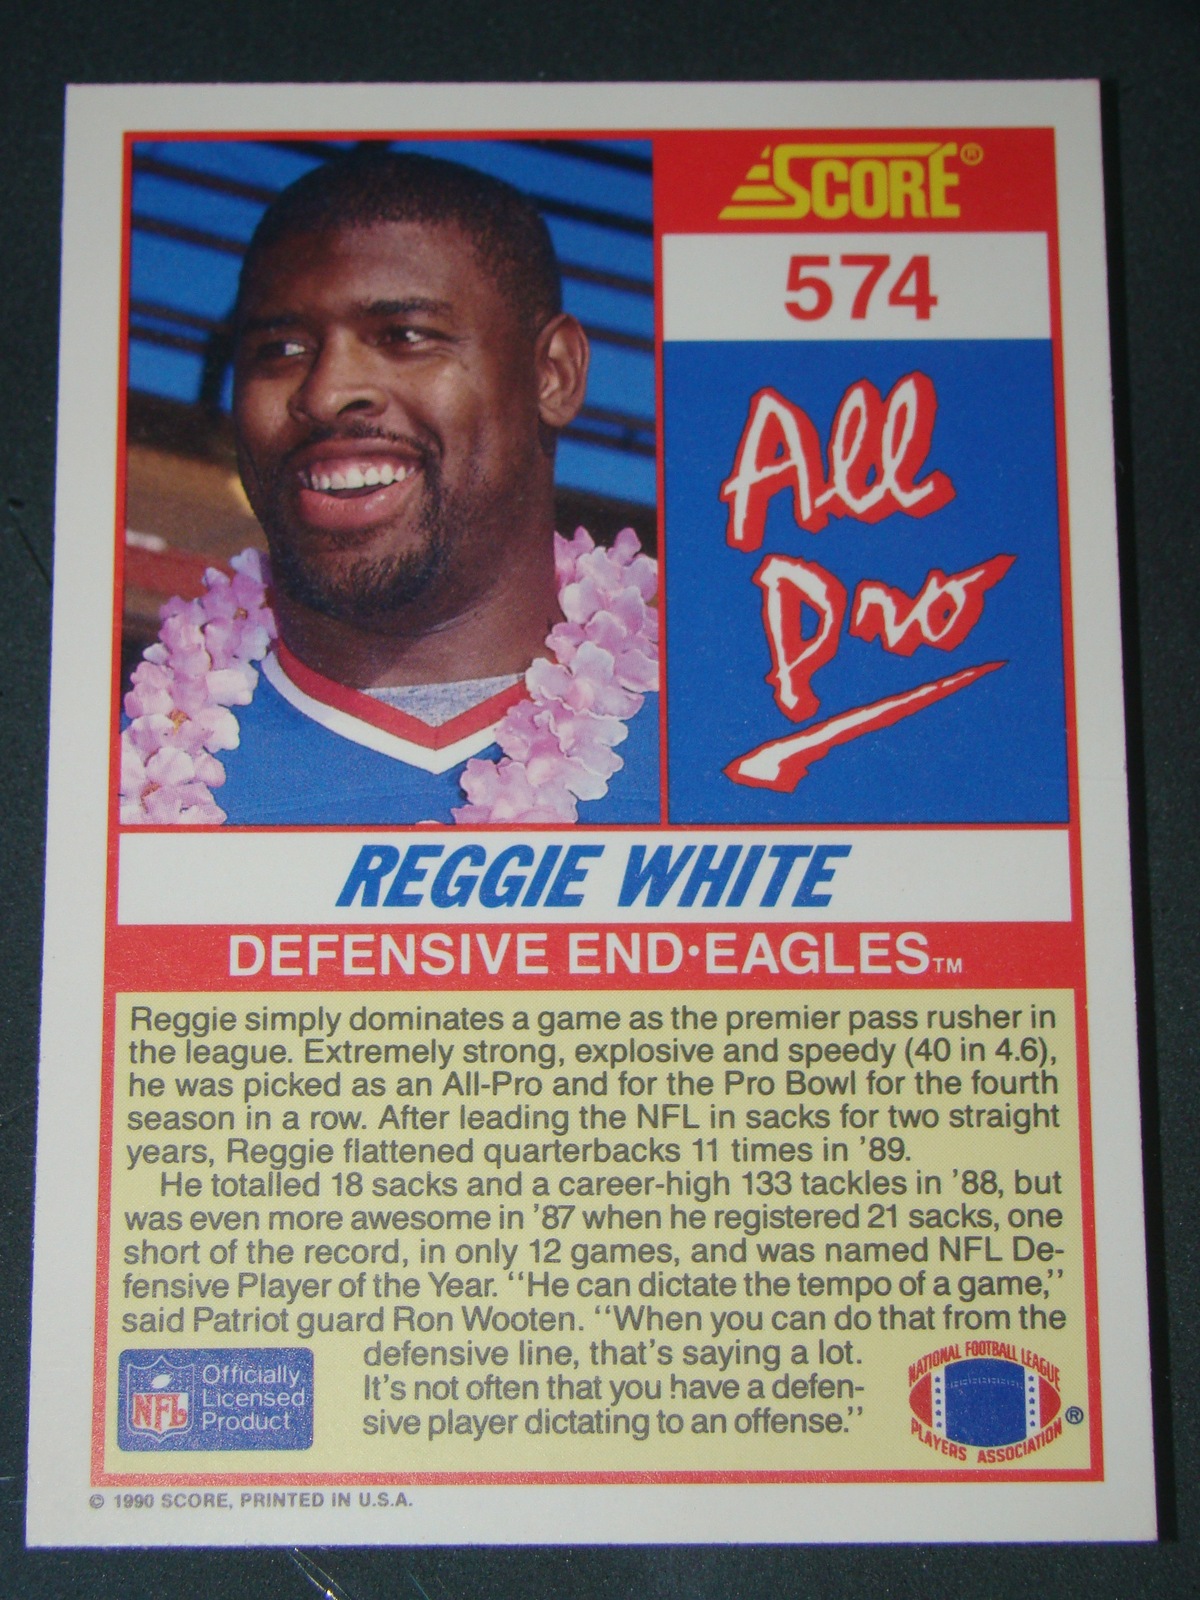 SCORE®
574
All
Pro
REGGIE WHITE
DEFENSIVE END•EAGLES™
Reggie simply dominates a game as the premier pass rusher in
the league. Extremely strong, explosive and speedy (40 in 4.6),
he was picked as an All-Pro and for the Pro Bowl for the fourth
season in a row. After leading the NFL in sacks for two straight
years, Reggie flattened quarterbacks 11 times in '89.
He totalled 18 sacks and a career-high 133 tackles in '88, but
was even more awesome in '87 when he registered 21 sacks, one
short of the record, in only 12 games, and was named NFL De-
fensive Player of the Year. "He can dictate the tempo of a game,"
said Patriot guard Ron Wooten. "When you can do that from the
defensive line, that's saying a lot.
It's not often that you have a defen-
sive player dictating to an offense."
NFL
Officially
Licensed
Product
NATIONAL FOOTBALL LEAGUE
PLAYERS ASSOCIATION ®
© 1990 SCORE, PRINTED IN U.S.A.